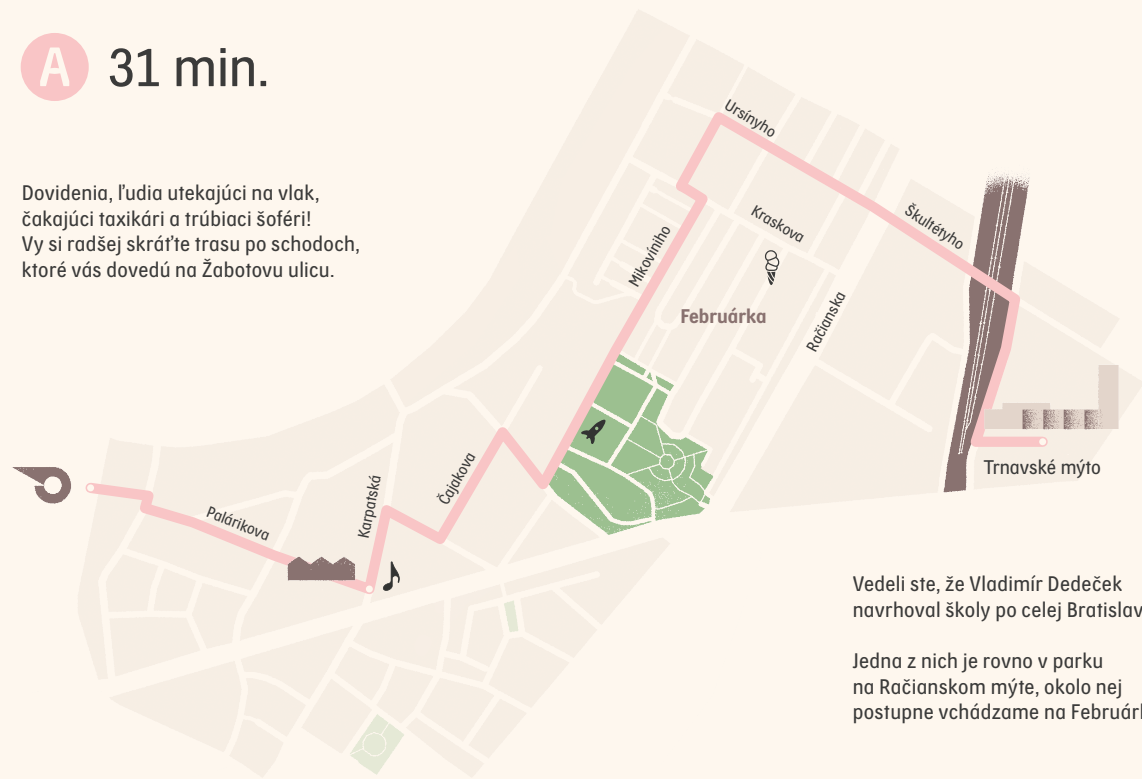 A 31 min.
Dovidenia, ľudia utekajúci na vlak,
čakajúci taxikári a trúbiaci šoféri!
Vy si radšej skráťte trasu po schodoch,
ktoré vás dovedú na Žabotovu ulicu.
Ursínyho
Kraskova
Škultétyho
Mikovíniho
Februárka
Račianska
Trnavské mýto
Čajakova
Karpatská
Palárikova
Vedeli ste, že Vladimír Dedeček
navrhoval školy po celej
Jedna z nich je rovno v parku
na Račianskom mýte, okolo nej
postupne vchádzame na